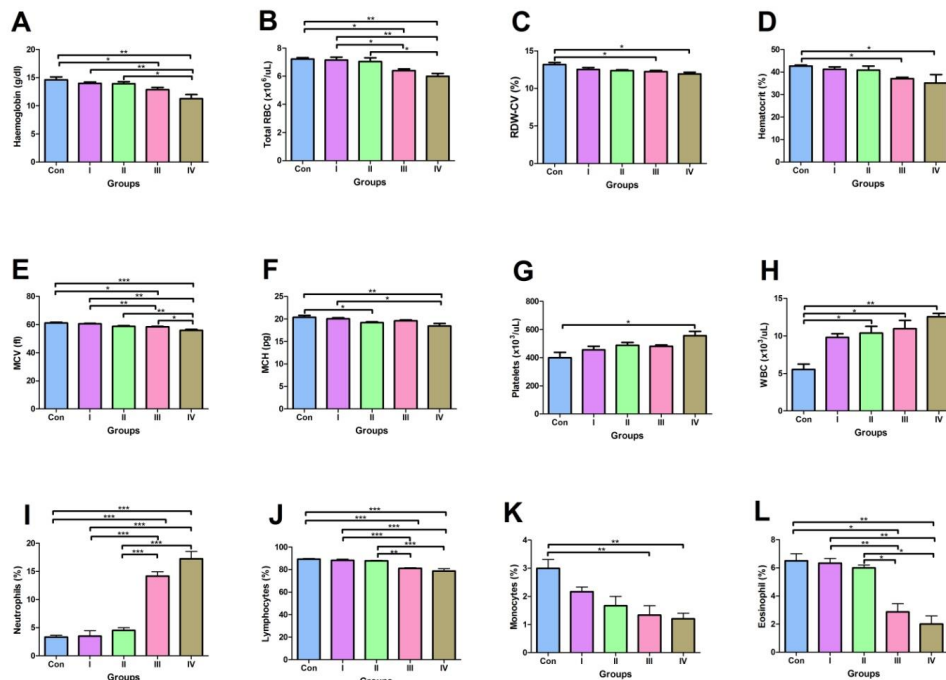 A
**
*
**
*
Haemoglobin (g/dl)
20
15
10
5
0
Con I II III IV
Groups
B
**
*
**
*
*
Total RBC (x10⁶/uL)
8
6
4
2
0
Con I II III IV
Groups
C
*
*
RDW-CV (%)
15
10
5
0
Con I II III IV
Groups
D
*
*
Hematocrit (%)
50
40
30
20
10
0
Con I II III IV
Groups
E
***
*
**
**
**
*
MCV (fl)
80
60
40
20
0
Con I II III IV
Groups
F
**
*
*
MCH (pg)
25
20
15
10
5
0
Con I II III IV
Groups
G
*
Platelets (x10³/uL)
800
600
400
200
0
Con I II III IV
Groups
H
**
*
*
WBC (x10³/uL)
15
10
5
0
Con I II III IV
Groups
I
***
***
***
***
***
***
Neutrophils (%)
20
15
10
5
0
Con I II III IV
Groups
J
***
***
***
***
***
**
Lymphocytes (%)
100
80
60
40
20
0
Con I II III IV
Groups
K
**
**
Monocytes (%)
4
3
2
1
0
Con I II III IV
Groups
L
**
*
**
**
*
*
Eosinophil (%)
8
6
4
2
0
Con I II III IV
Groups